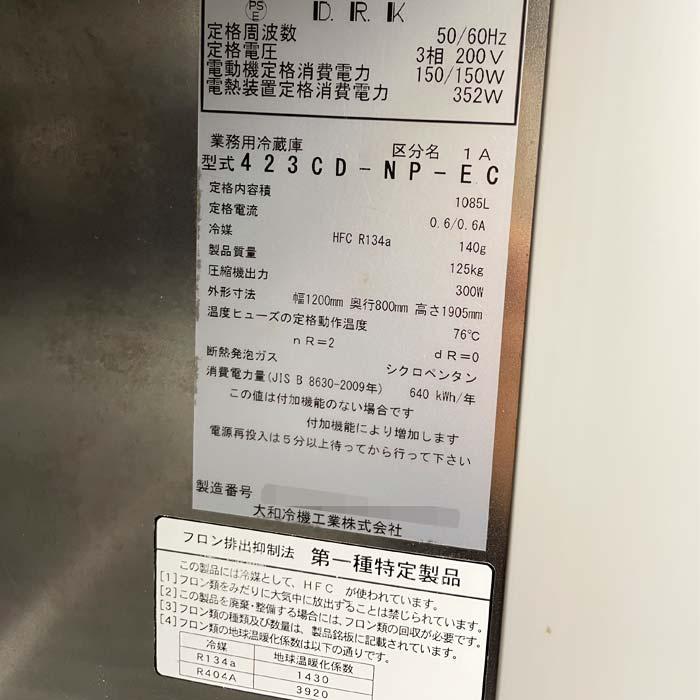 PS
E
D. R. K
定格周波数 50/60Hz
定格電圧 3相 200V
電動機定格消費電力 150/150W
電熱装置定格消費電力 352W
業務用冷蔵庫 区分名 1A
型式 423CD-NP-EC
定格内容積 1085L
定格電流 0.6/0.6A
冷媒 HFC R134a 140g
製品質量 125kg
圧縮機出力 300W
外形寸法 幅1200mm 奥行800mm 高さ1905mm
温度ヒューズの定格動作温度 76℃
nR=2 dR=0
断熱発泡ガス シクロペンタン
消費電力量(JIS B 8630-2009年) 640 kWh/年
この値は付加機能のない場合です
付加機能により増加します
電源再投入は5分以上待ってから行って下さい
製造番号
大和冷機工業株式会社
フロン排出抑制法 第一種特定製品
この製品には冷媒として、HFC が使われています。
[1]フロン類をみだりに大気中に放出することは禁じられています。
[2]この製品を廃棄・整備する場合には、フロン類の回収が必要です。
[3]フロン類の種類及び数量は、製品銘板に記載されています。
[4]フロン類の地球温暖化係数は以下の通りです。
冷媒 地球温暖化係数
R134a 1430
R404A 3920